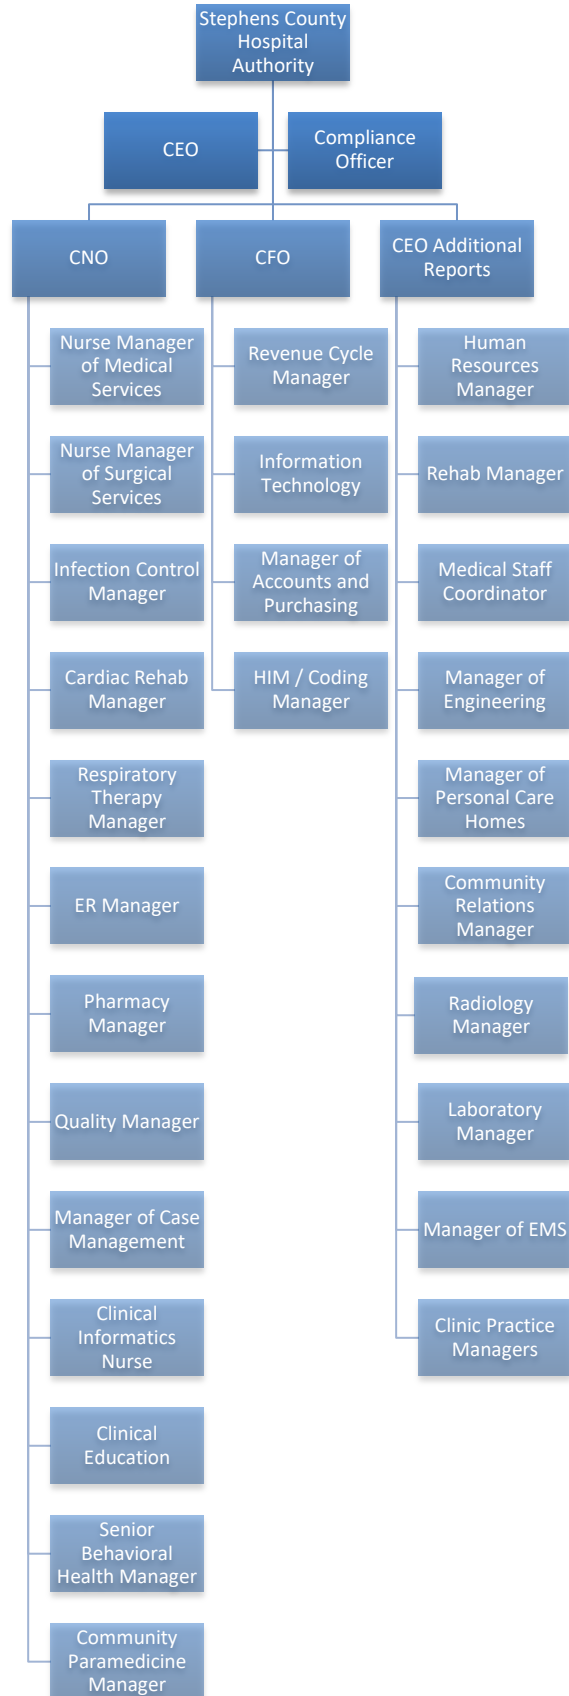 Stephens County
Hospital
Authority
CEO
Compliance
Officer
CNO
CFO
CEO Additional
Reports
Nurse Manager
of Medical
Services
Nurse Manager
of Surgical
Services
Infection Control
Manager
Cardiac Rehab
Manager
Respiratory
Therapy
Manager
ER Manager
Pharmacy
Manager
Quality Manager
Manager of Case
Management
Clinical
Informatics
Nurse
Clinical
Education
Senior
Behavioral
Health Manager
Community
Paramedicine
Manager
Revenue Cycle
Manager
Information
Technology
Manager of
Accounts and
Purchasing
HIM / Coding
Manager
Human
Resources
Manager
Rehab Manager
Medical Staff
Coordinator
Manager of
Engineering
Manager of
Personal Care
Homes
Community
Relations
Manager
Radiology
Manager
Laboratory
Manager
Manager of EMS
Clinic Practice
Managers